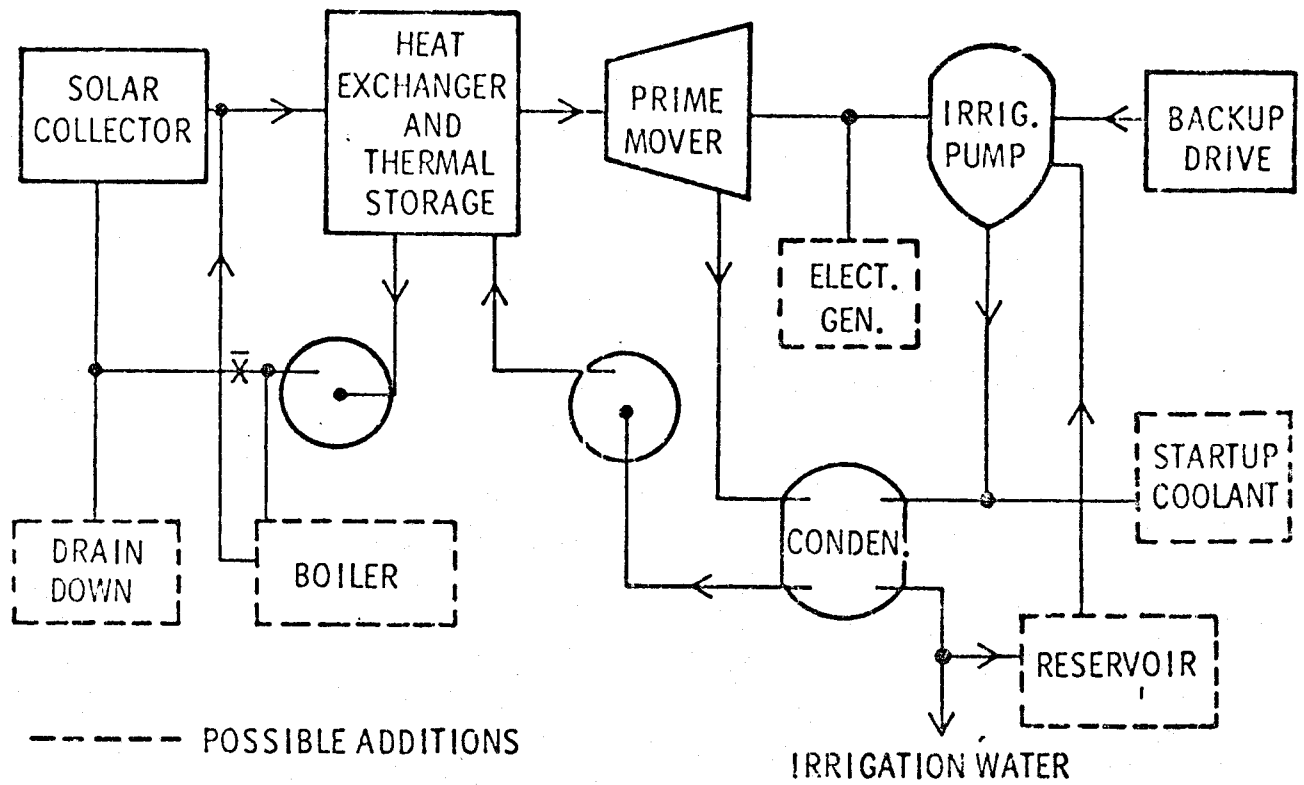 SOLAR
COLLECTOR
HEAT
EXCHANGER
AND
THERMAL
STORAGE
PRIME
MOVER
IRRIG.
PUMP
BACKUP
DRIVE
ELECT.
GEN.
STARTUP
COOLANT
CONDEN.
DRAIN
DOWN
BOILER
RESERVOIR
POSSIBLE ADDITIONS
IRRIGATION WATER